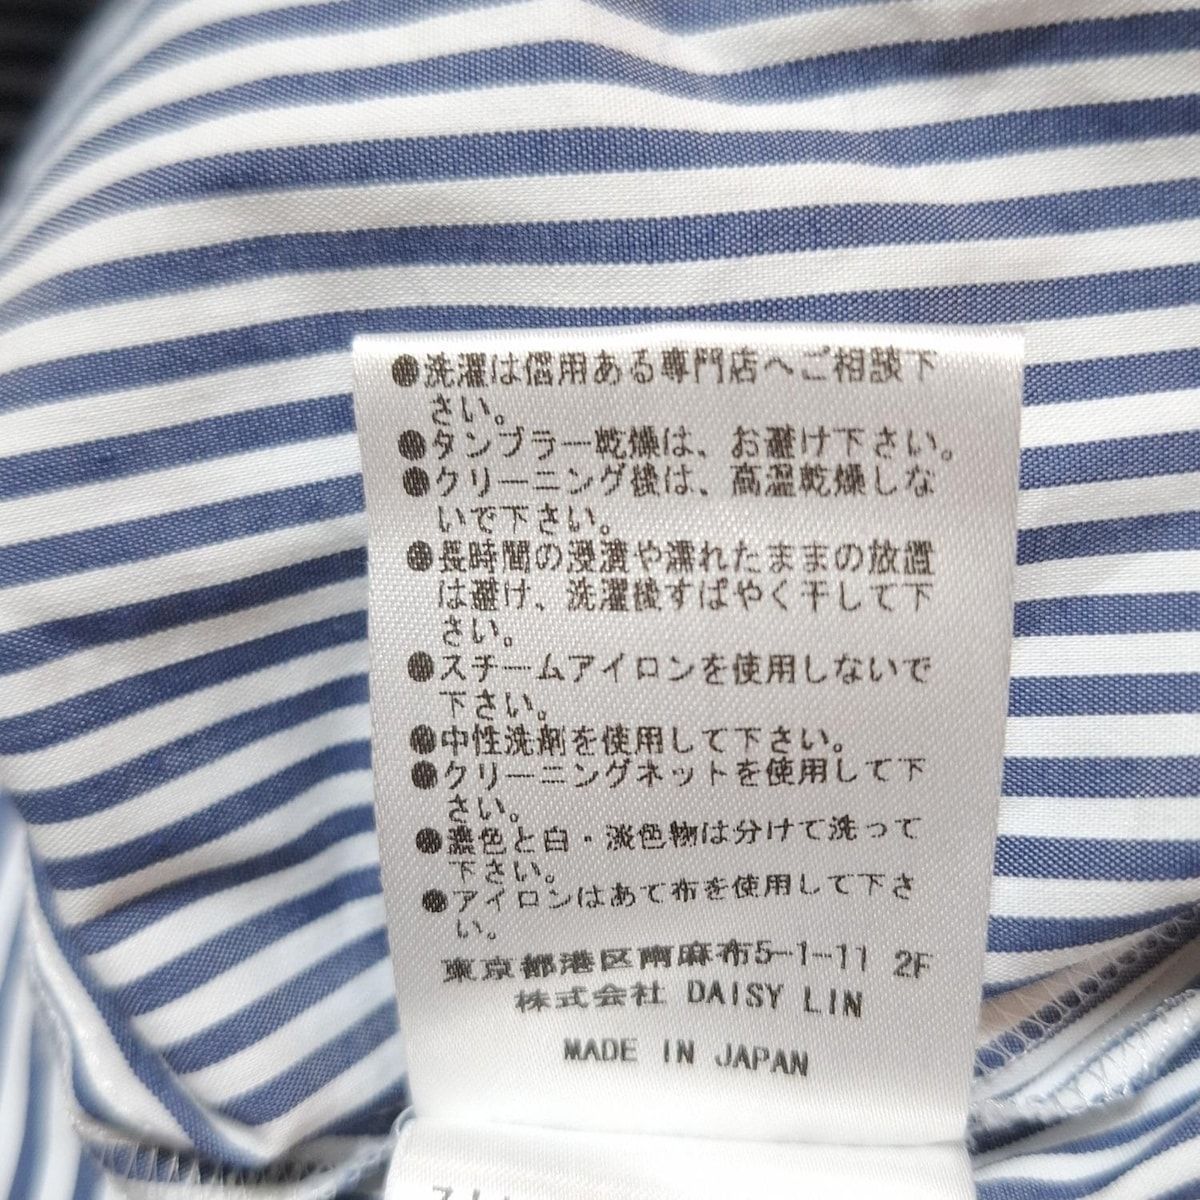 ●洗濯は信用ある専門店へご相談下
さい。
●タンブラー乾燥は、お避け下さい。
●クリーニング後は、高温乾燥しな
いで下さい。
●長時間の浸漬や濡れたままの放置
は避け、洗濯後すばやく干して下
さい。
●スチームアイロンを使用しないで
下さい。
●中性洗剤を使用して下さい。
●クリーニングネットを使用して下
さい。
●濃色と白・淡色物は分けて洗って
下さい。
●アイロンはあて布を使用して下さ
い。
東京都港区南麻布5-1-11 2F
株式会社 DAISY LIN
MADE IN JAPAN